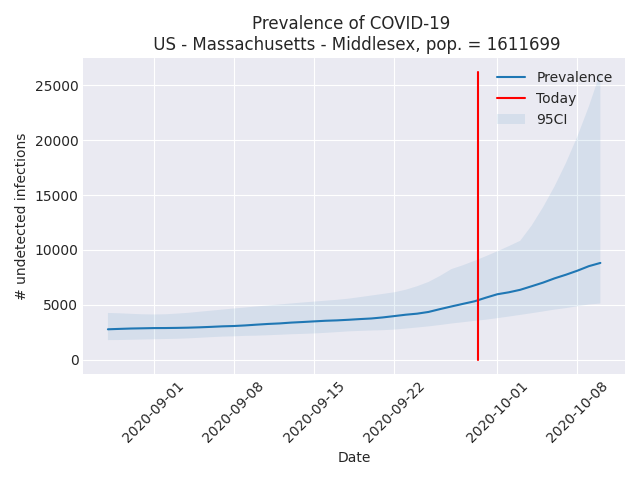 Prevalence of COVID-19
US - Massachusetts - Middlesex, pop. = 1611699
Prevalence
Today
95CI
25000
20000
15000
10000
5000
0
# undetected infections
2020-09-01
2020-09-08
2020-09-15
2020-09-22
2020-10-01
2020-10-08
Date